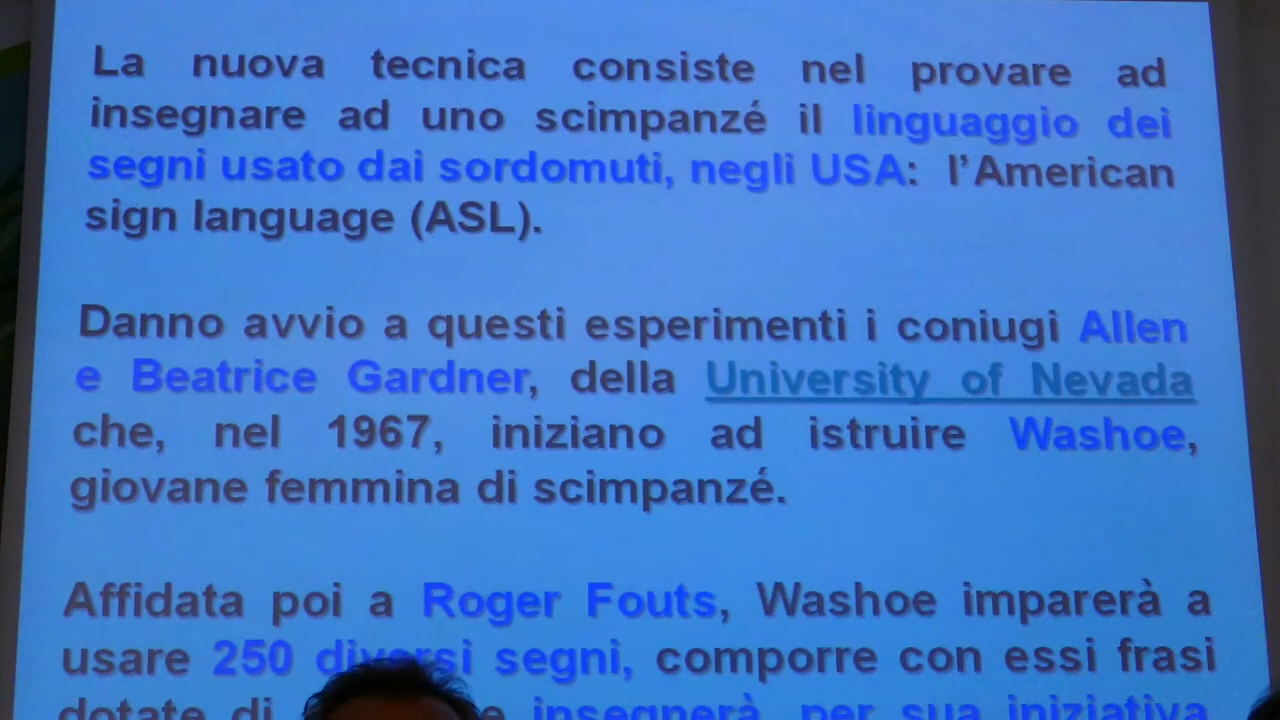 La nuova tecnica consiste nel provare ad
insegnare ad uno scimpanzé il linguaggio dei
segni usato dai sordomuti, negli USA: l’American
sign language (ASL).
Danno avvio a questi esperimenti i coniugi Allen
e Beatrice Gardner, della University of Nevada
che, nel 1967, iniziano ad istruire Washoe,
giovane femmina di scimpanzé.
Affidata poi a Roger Fouts, Washoe imparerà a
usare 250 diversi segni, comporre con essi frasi
dotate di e insegnerà, per sua iniziativa,